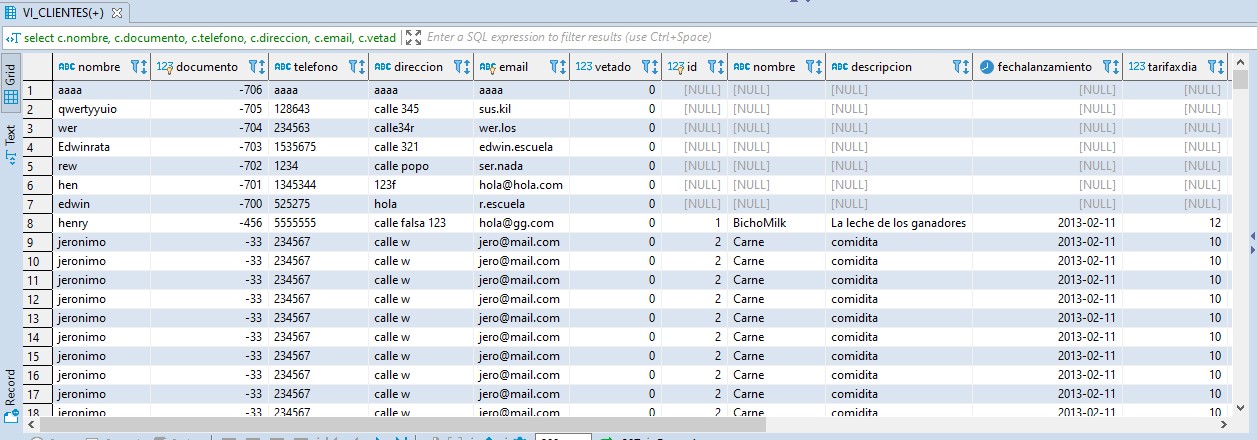 VI_CLIENTES(+)
select c.nombre, c.documento, c.telefono, c.direccion, c.email, c.vetad Enter a SQL expression to filter results (use Ctrl+Space)
Grid
Text
Record
ABC nombre 123 documento ABC telefono ABC direccion ABC email 123 vetado 123 id ABC nombre ABC descripcion fechalanzamiento 123 tarifaxdia
1 aaaa -706 aaaa aaaa aaaa 0 [NULL] [NULL] [NULL] [NULL] [NULL]
2 qwertyyuio -705 128643 calle 345 sus.kil 0 [NULL] [NULL] [NULL] [NULL] [NULL]
3 wer -704 234563 calle34r wer.los 0 [NULL] [NULL] [NULL] [NULL] [NULL]
4 Edwinrata -703 1535675 calle 321 edwin.escuela 0 [NULL] [NULL] [NULL] [NULL] [NULL]
5 rew -702 1234 calle popo ser.nada 0 [NULL] [NULL] [NULL] [NULL] [NULL]
6 hen -701 1345344 123f hola@hola.com 0 [NULL] [NULL] [NULL] [NULL] [NULL]
7 edwin -700 525275 hola r.escuela 0 [NULL] [NULL] [NULL] [NULL] [NULL]
8 henry -456 5555555 calle falsa 123 hola@gg.com 0 1 BichoMilk La leche de los ganadores 2013-02-11 12
9 jeronimo -33 234567 calle w jero@mail.com 0 2 Carne comidita 2013-02-11 10
10 jeronimo -33 234567 calle w jero@mail.com 0 2 Carne comidita 2013-02-11 10
11 jeronimo -33 234567 calle w jero@mail.com 0 2 Carne comidita 2013-02-11 10
12 jeronimo -33 234567 calle w jero@mail.com 0 2 Carne comidita 2013-02-11 10
13 jeronimo -33 234567 calle w jero@mail.com 0 2 Carne comidita 2013-02-11 10
14 jeronimo -33 234567 calle w jero@mail.com 0 2 Carne comidita 2013-02-11 10
15 jeronimo -33 234567 calle w jero@mail.com 0 2 Carne comidita 2013-02-11 10
16 jeronimo -33 234567 calle w jero@mail.com 0 2 Carne comidita 2013-02-11 10
17 jeronimo -33 234567 calle w jero@mail.com 0 2 Carne comidita 2013-02-11 10
18 jeronimo -33 234567 calle w jero@mail.com 0 2 Carne comidita 2013-02-11 10